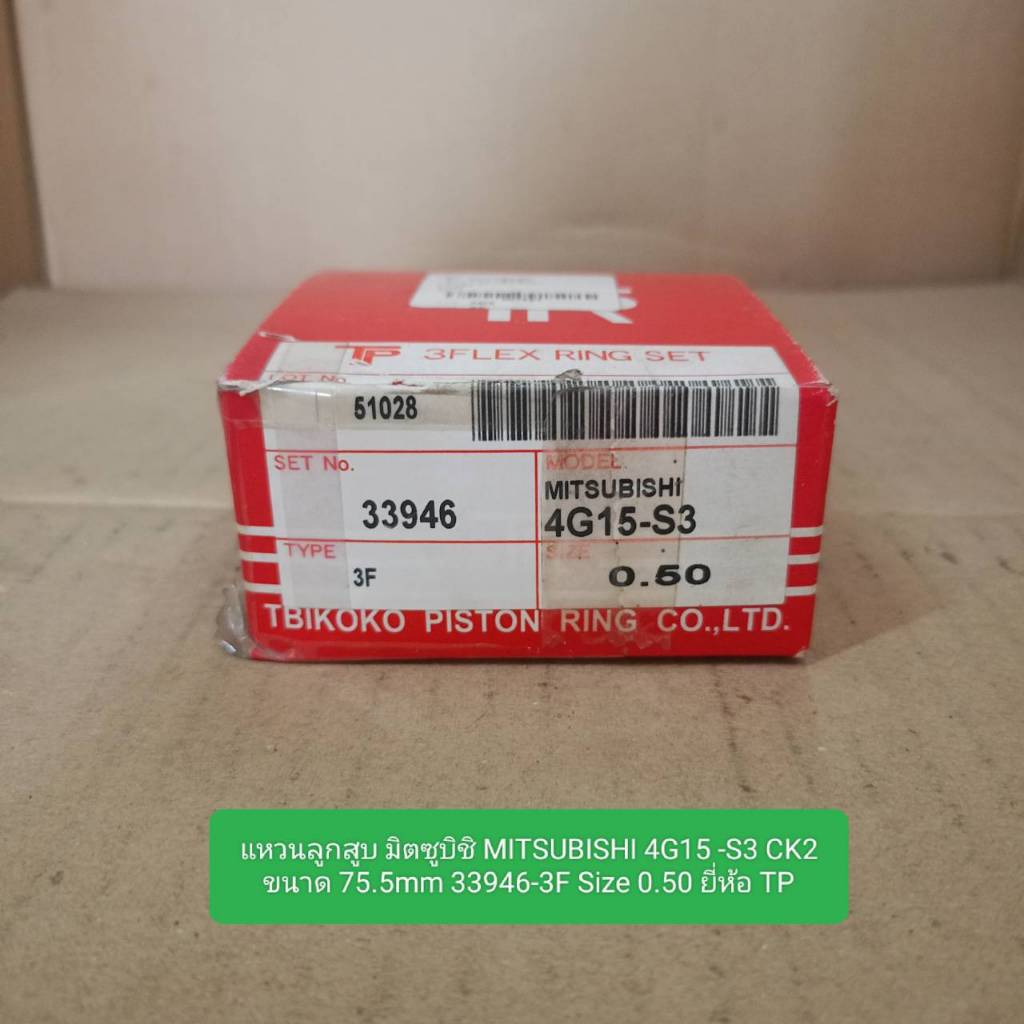 TP 3FLEX RING SET
LOT No.
51028
SET No.
33946
MODEL
MITSUBISHI
4G15-S3
TYPE
3F
SIZE
0.50
TBIKOKO PISTON RING CO.,LTD.
แหวนลูกสูบ มิตซูบิชิ MITSUBISHI 4G15 -S3 CK2
ขนาด 75.5mm 33946-3F Size 0.50 ยี่ห้อ TP